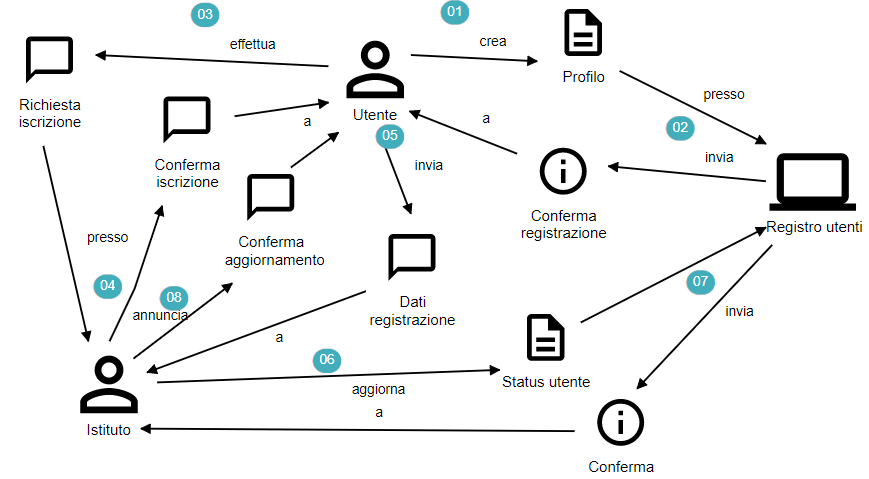 03
01
effettua
crea
Profilo
Richiesta
iscrizione
Utente
presso
a
a
02
05
invia
invia
Conferma
iscrizione
Conferma
registrazione
Registro utenti
presso
Conferma
aggiornamento
04
08
07
annuncia
Dati
registrazione
invia
a
06
Status utente
aggiorna
a
Istituto
Conferma